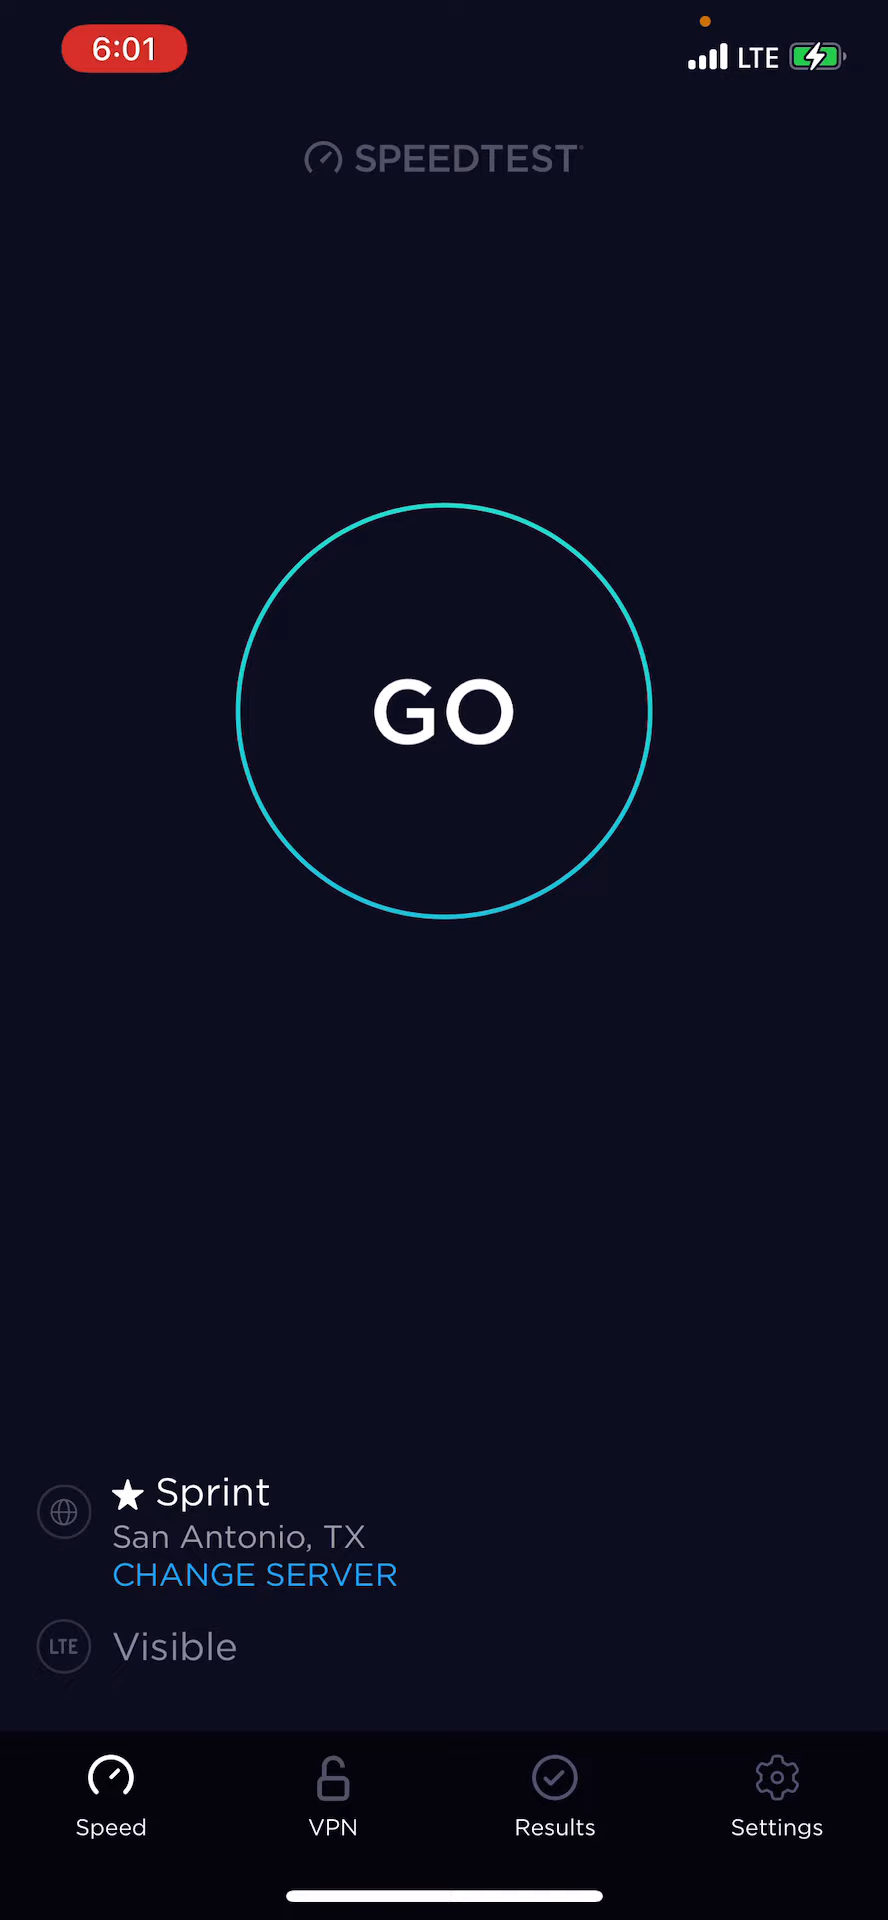 6:01
LTE
SPEEDTEST
GO
Sprint
San Antonio, TX
CHANGE SERVER
LTE
Visible
Speed
VPN
Results
Settings